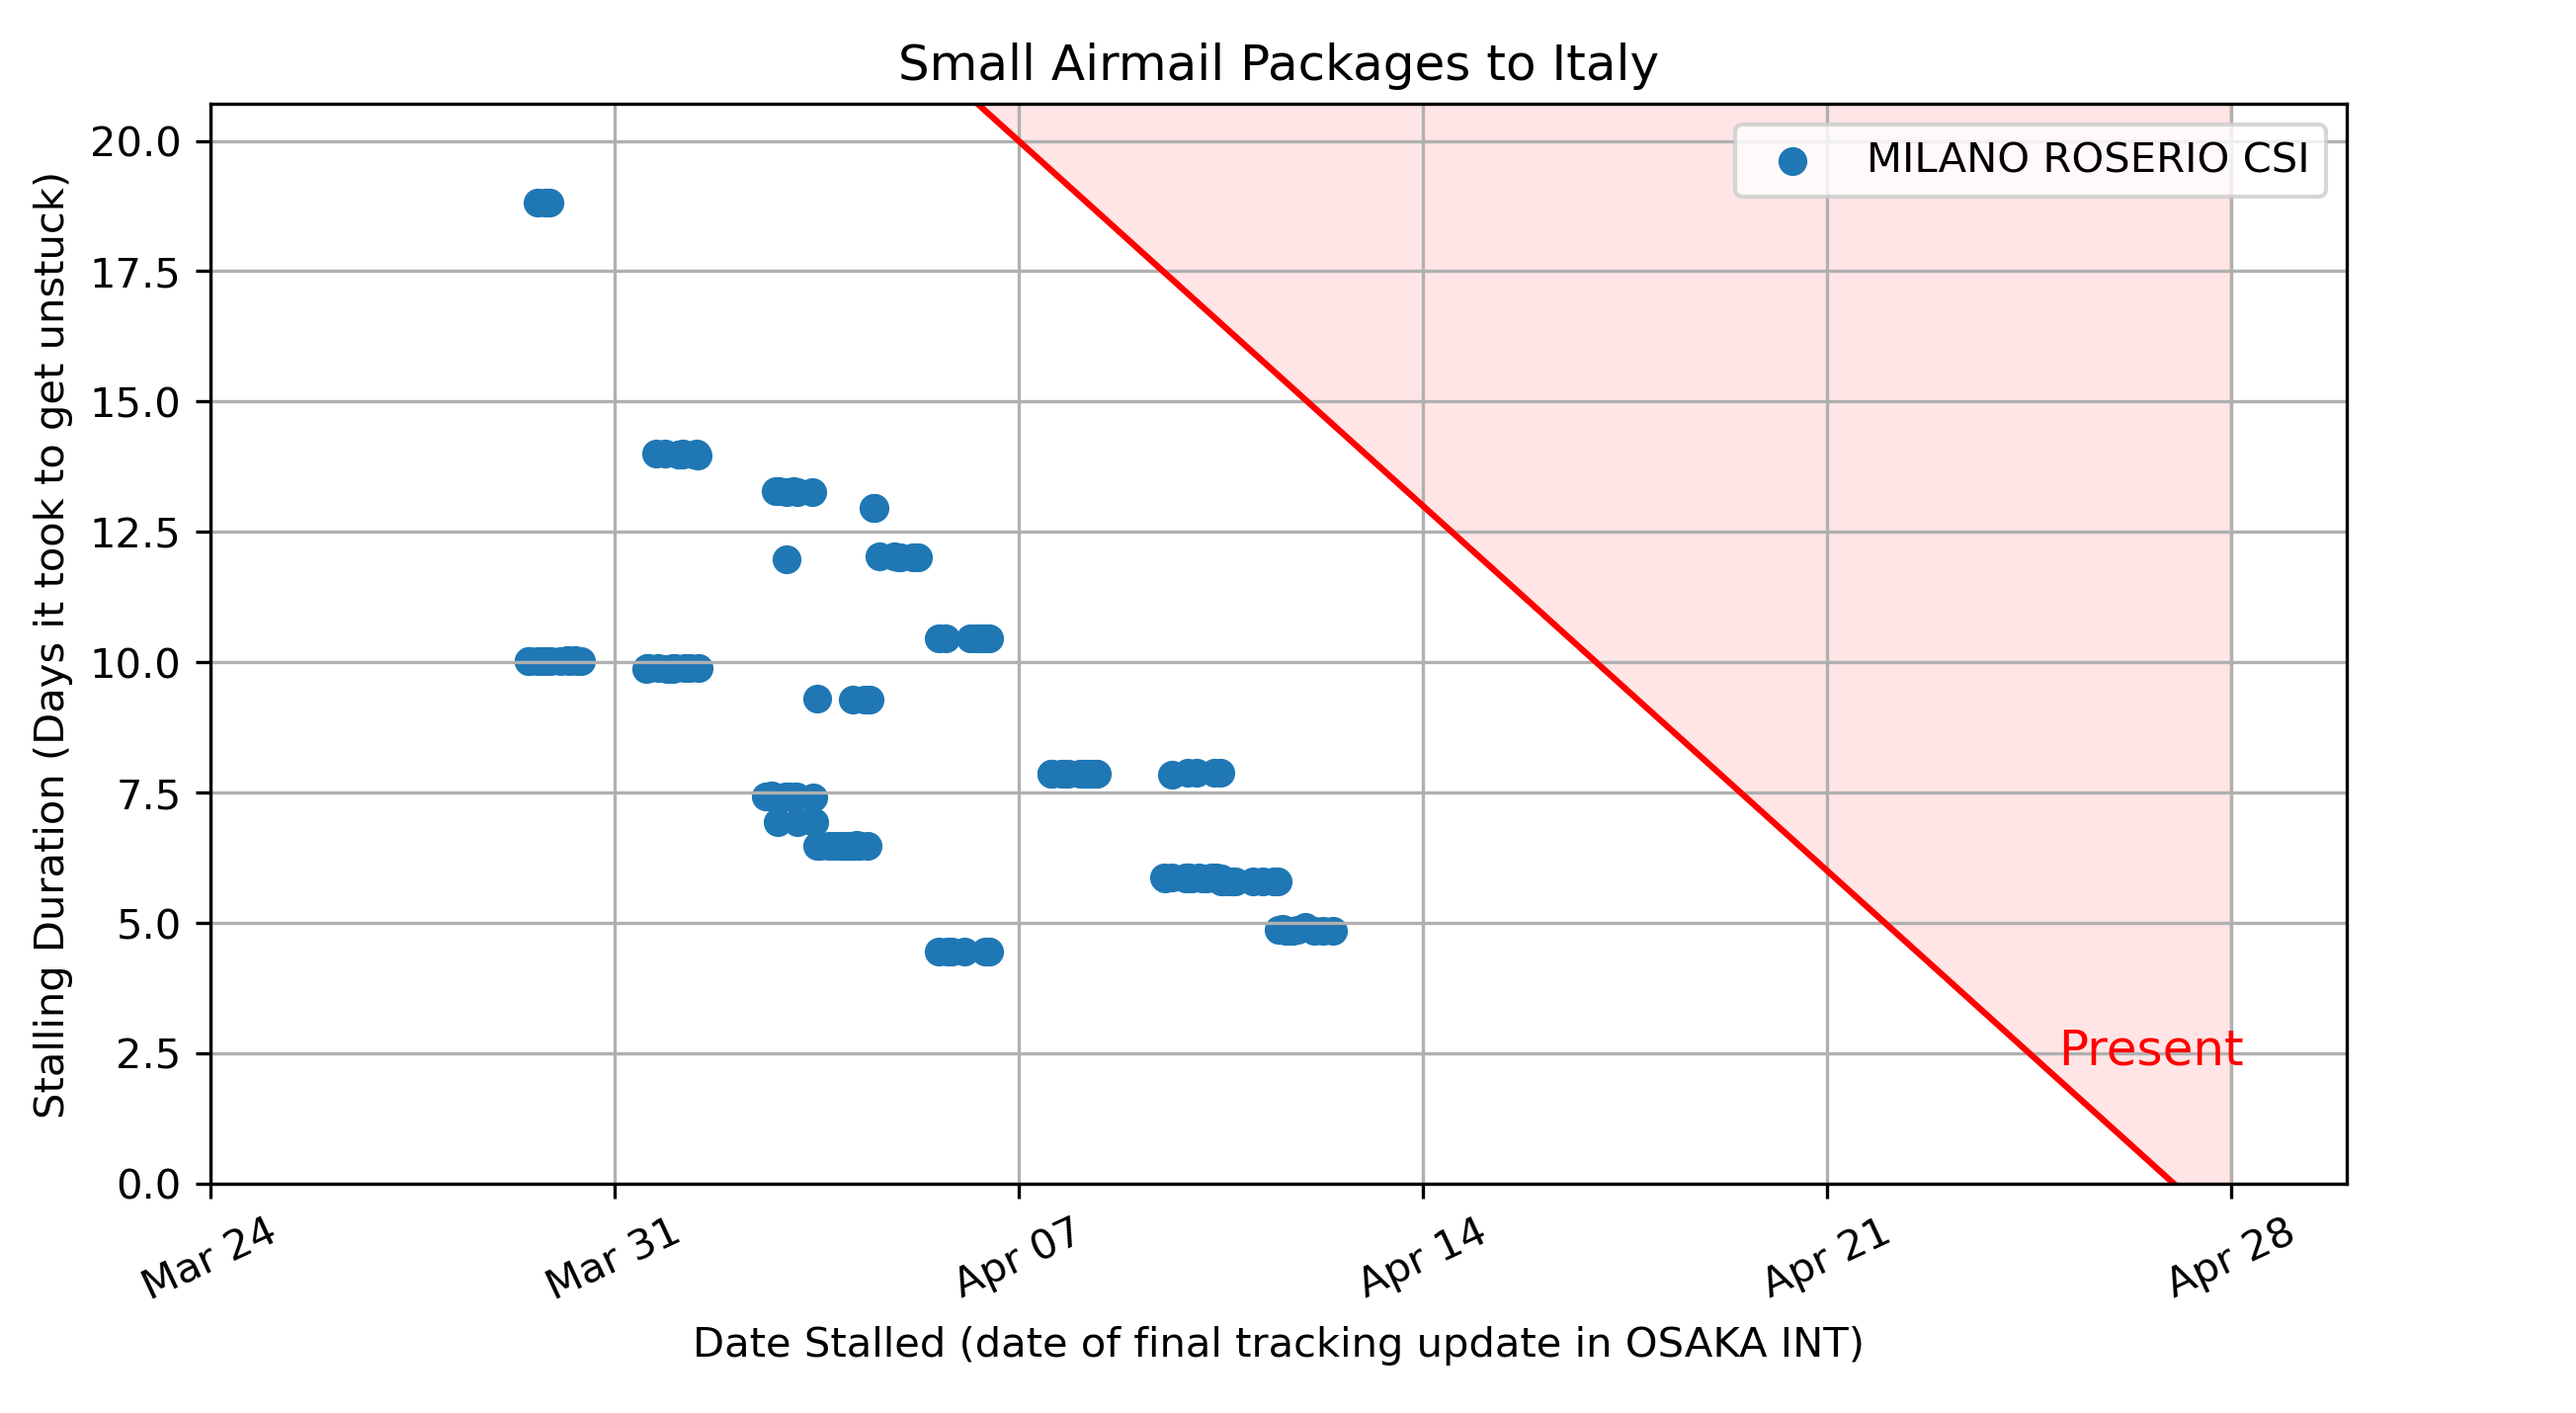 Small Airmail Packages to Italy
MILANO ROSERIO CSI
Stalling Duration (Days it took to get unstuck)
20.0
17.5
15.0
12.5
10.0
7.5
5.0
2.5
0.0
Present
Mar 24
Mar 31
Apr 07
Apr 14
Apr 21
Apr 28
Date Stalled (date of final tracking update in OSAKA INT)